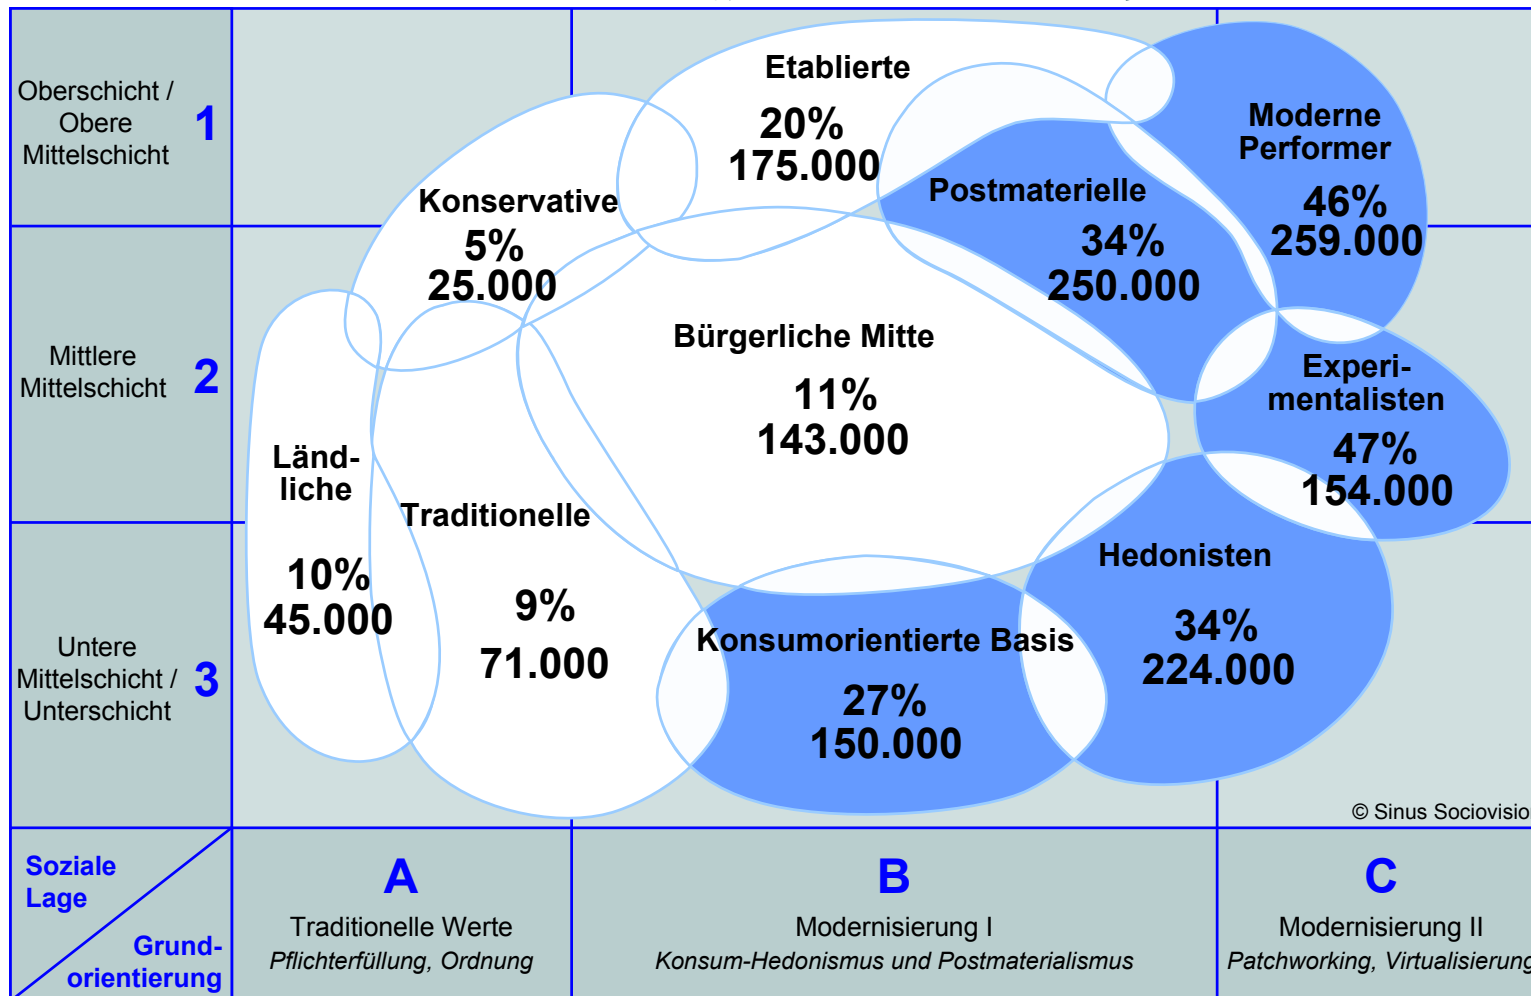 Oberschicht /
Obere
Mittelschicht
1
Mittlere
Mittelschicht
2
Untere
Mittelschicht /
Unterschicht
3
Etablierte
20%
175.000
Moderne
Performer
46%
259.000
Konservative
5%
25.000
Postmaterielle
34%
250.000
Bürgerliche Mitte
11%
143.000
Experi-
mentalisten
47%
154.000
Länd-
liche
10%
45.000
Traditionelle
9%
71.000
Konsumorientierte Basis
27%
150.000
Hedonisten
34%
224.000
© Sinus Sociovision
Soziale
Lage
Grund-
orientierung
A
Traditionelle Werte
Pflichterfüllung, Ordnung
B
Modernisierung I
Konsum-Hedonismus und Postmaterialismus
C
Modernisierung II
Patchworking, Virtualisierung